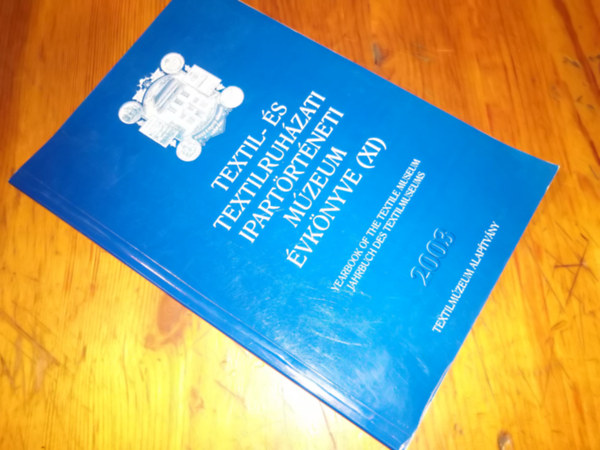 TEXTIL- ÉS
TEXTILRUHÁZATI
IPARTÖRTÉNETI
MÚZEUM
ÉVKÖNYVE (XI)
YEARBOOK OF THE TEXTILE MUSEUM
JAHRBUCH DES TEXTILMUSEUMS
2003
TEXTILMÚZEUM ALAPÍTVÁNY